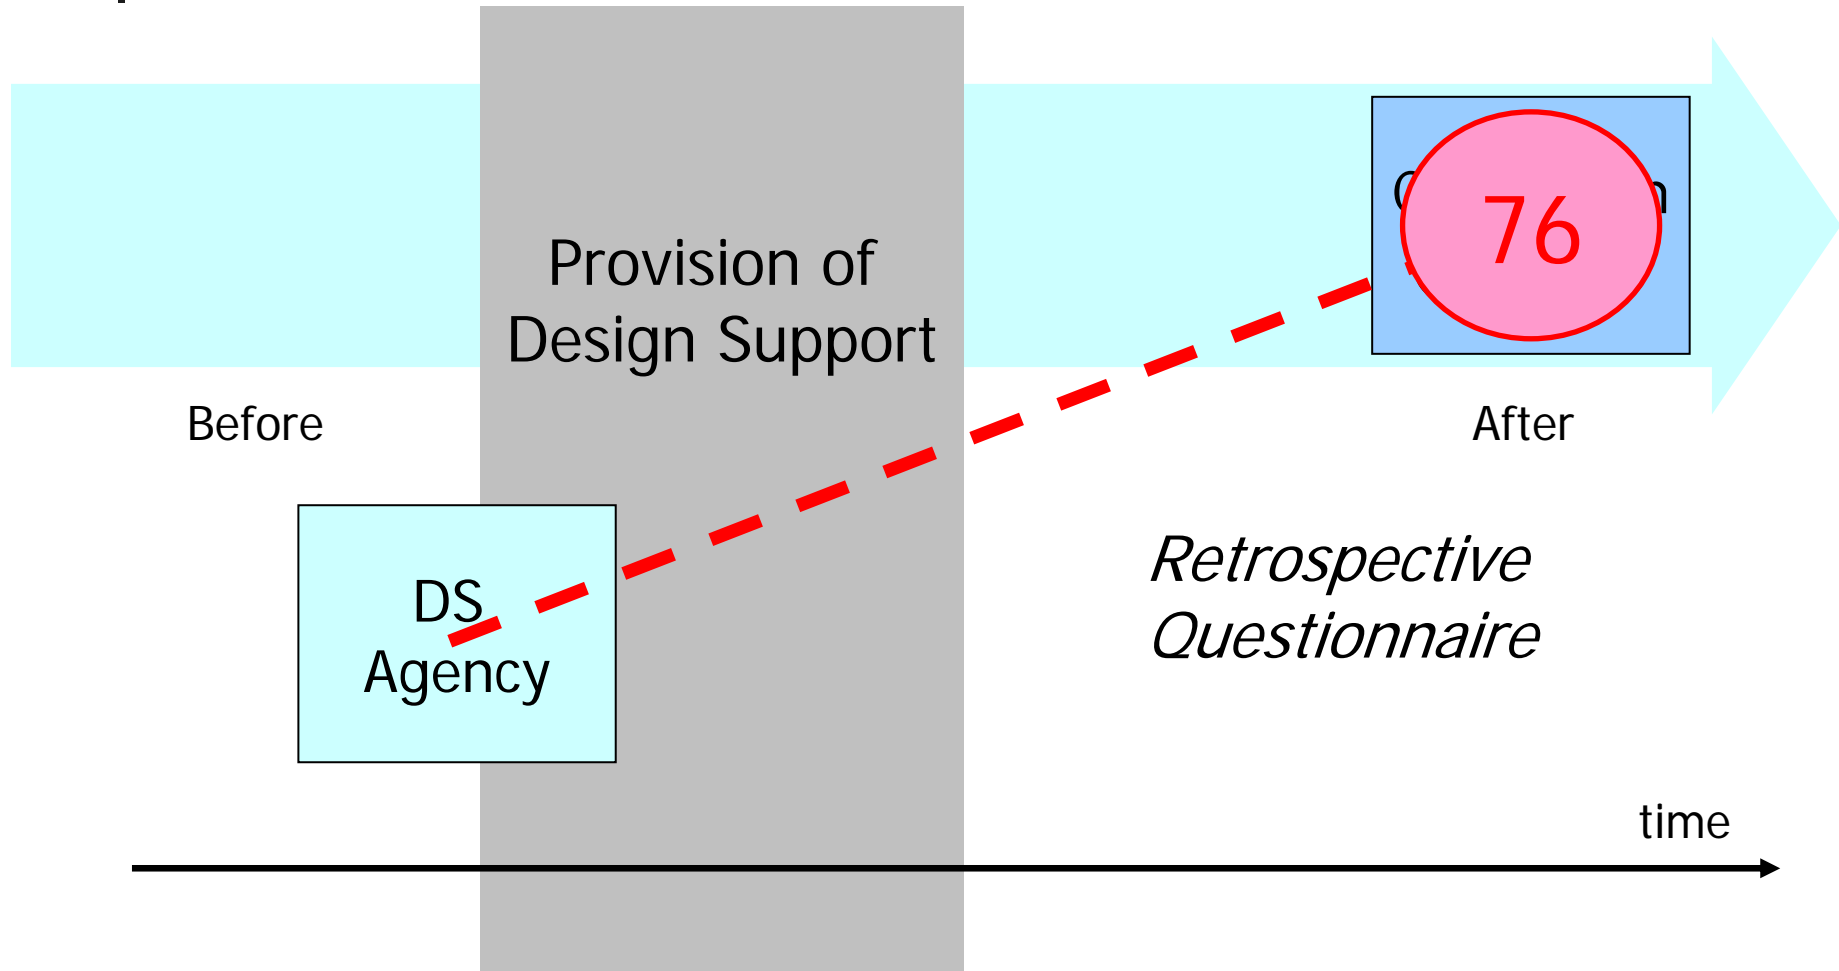 76
Provision of
Design Support
Before
After
DS
Agency
Retrospective
Questionnaire
time